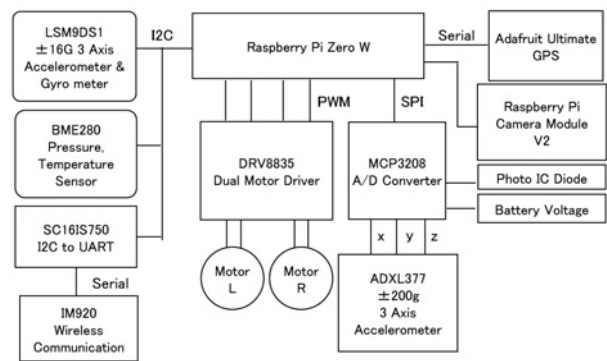 LSM9DS1
±16G 3 Axis
Accelerometer &
Gyro meter
I2C
Raspberry Pi Zero W
Serial
Adafruit Ultimate
GPS
BME280
Pressure,
Temperature
Sensor
PWM
SPI
Raspberry Pi
Camera Module
V2
DRV8835
Dual Motor Driver
MCP3208
A/D Converter
Photo IC Diode
Battery Voltage
SC16IS750
I2C to UART
x y z
Serial
Motor
L
Motor
R
ADXL377
±200g
3 Axis
Accelerometer
IM920
Wireless
Communication